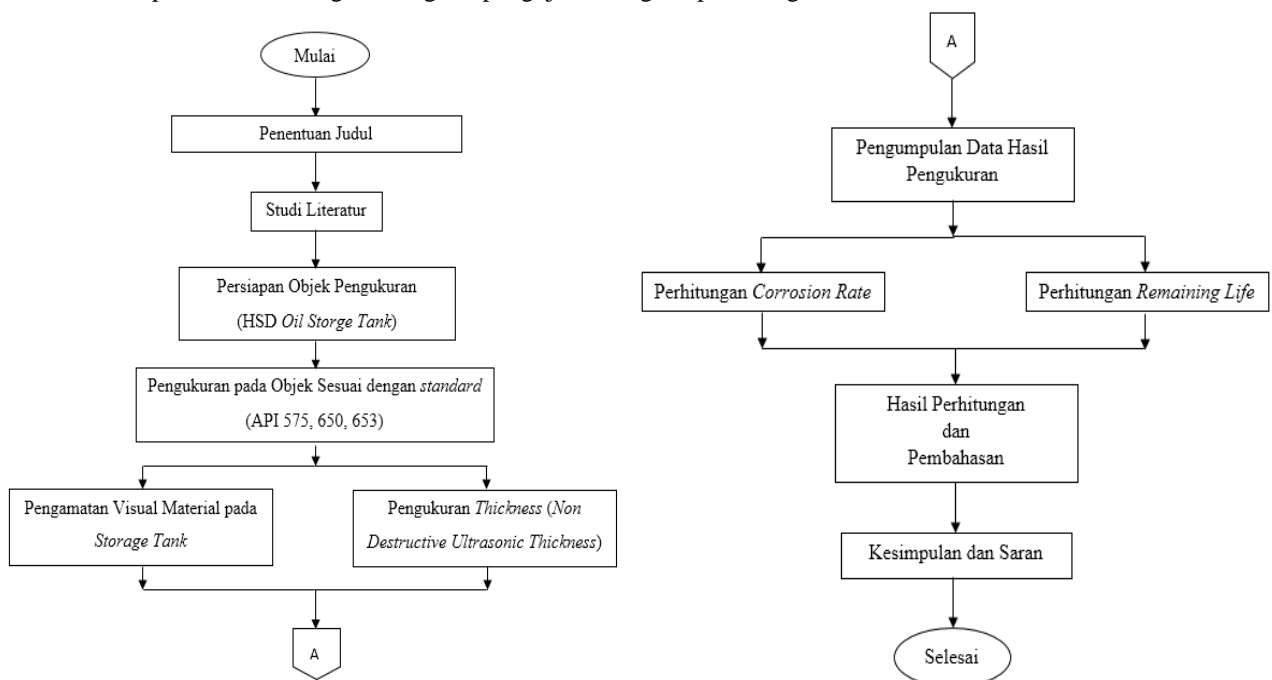 Mulai
Penentuan Judul
Studi Literatur
Persiapan Objek Pengukuran
(HSD Oil Storge Tank)
Pengukuran pada Objek Sesuai dengan standard
(API 575, 650, 653)
Pengamatan Visual Material pada
Storage Tank
Pengukuran Thickness (Non
Destructive Ultrasonic Thickness)
A
A
Pengumpulan Data Hasil
Pengukuran
Perhitungan Corrosion Rate
Perhitungan Remaining Life
Hasil Perhitungan
dan
Pembahasan
Kesimpulan dan Saran
Selesai